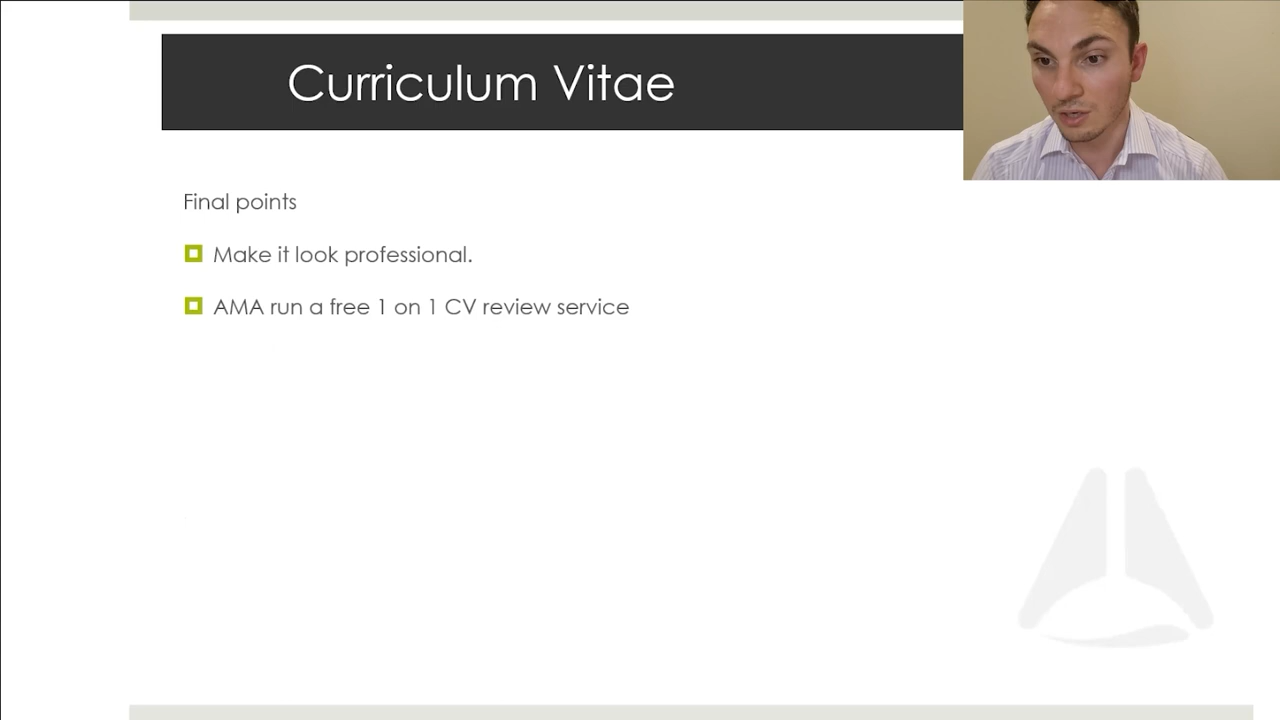 Curriculum Vitae
Final points
Make it look professional.
AMA run a free 1 on 1 CV review service